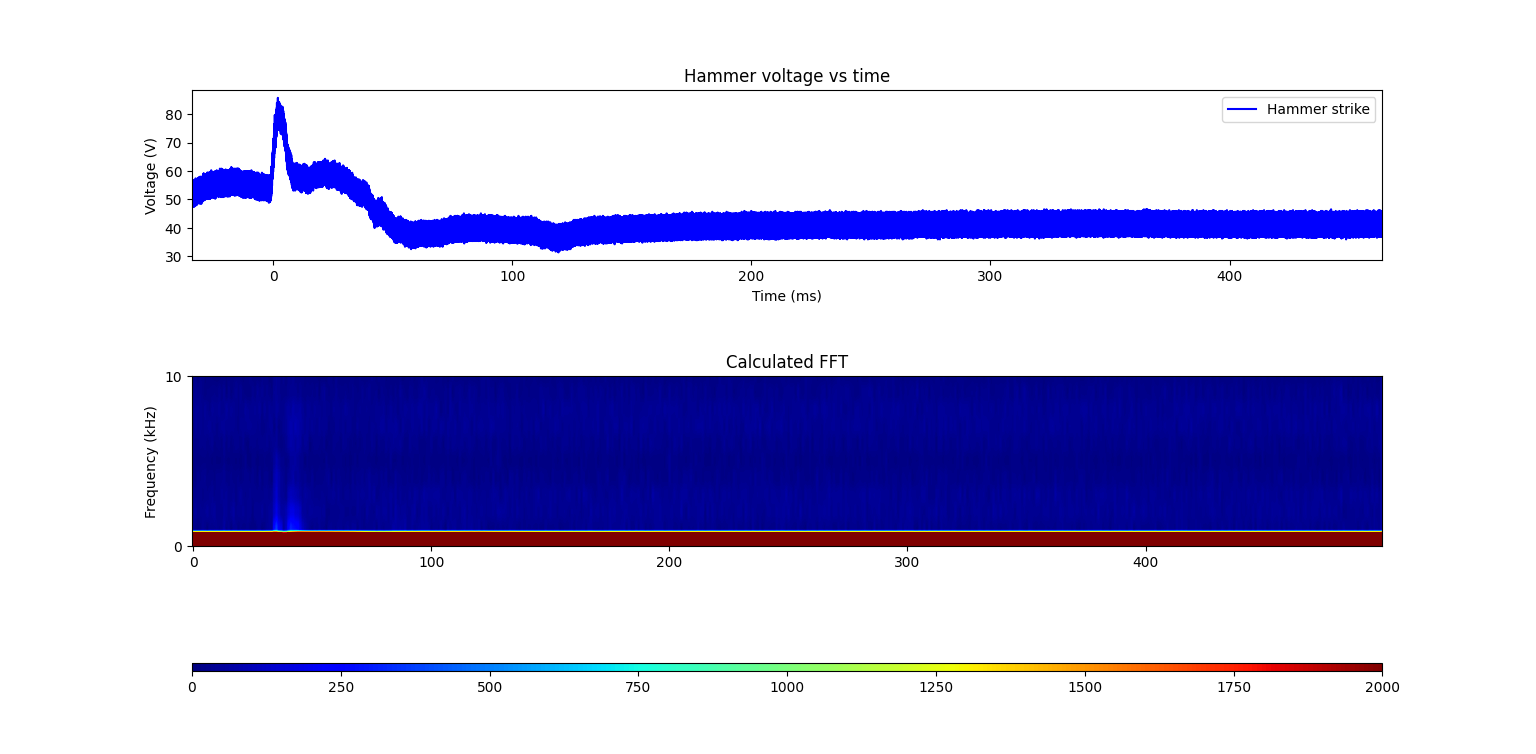 Hammer voltage vs time
Hammer strike
Voltage (V)
80
70
60
50
40
30
0 100 200 300 400
Time (ms)
Calculated FFT
Frequency (kHz)
10
5
0
0 100 200 300 400
0 250 500 750 1000 1250 1500 1750 2000